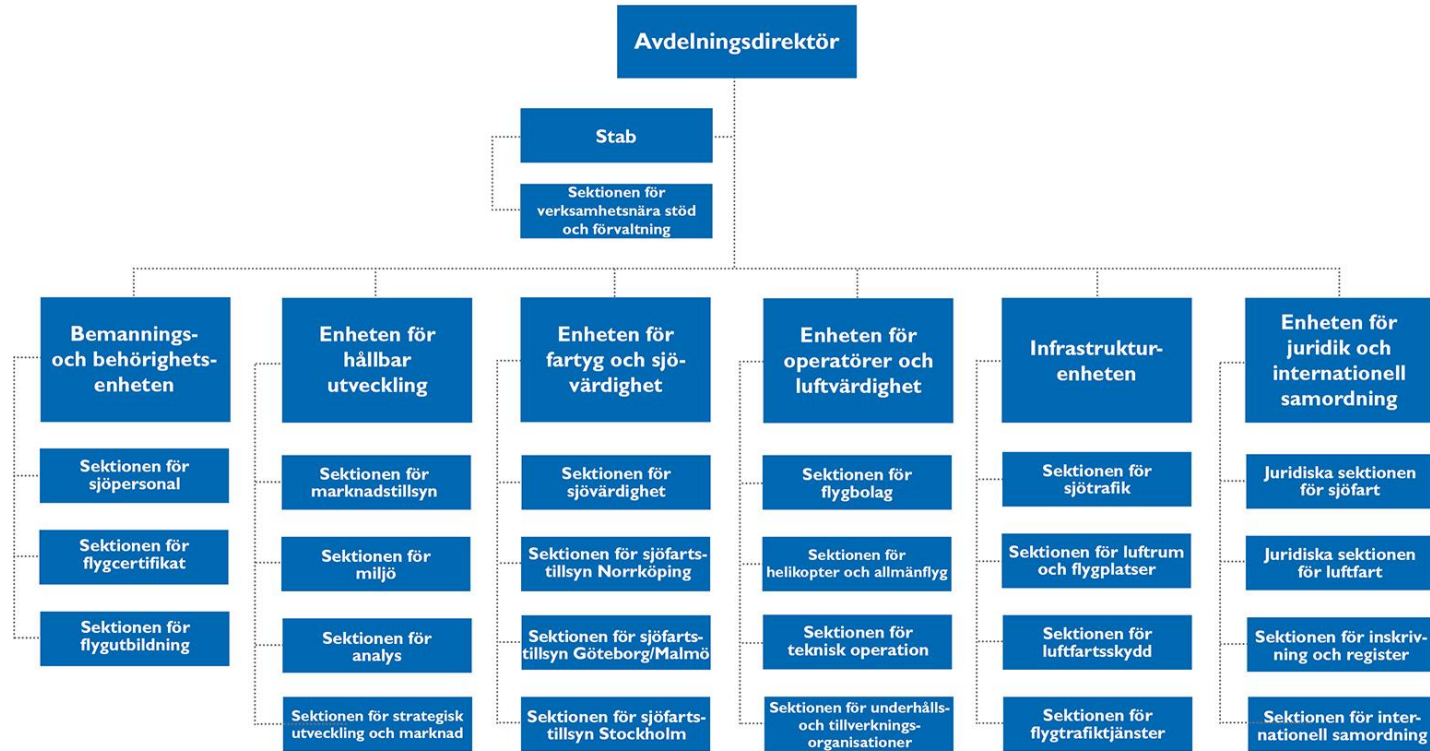 Avdelningsdirektör
Stab
Sektionen för
verksamhetsnära stöd
och förvaltning
Bemannings-
och behörighets-
enheten
Sektionen för
sjöpersonal
Sektionen för
flygcertifikat
Sektionen för
flygutbildning
Enheten för
hållbar
utveckling
Sektionen för
marknadstillsyn
Sektionen för
miljö
Sektionen för
analys
Sektionen för strategisk
utveckling och marknad
Enheten för
fartyg och sjö-
värdighet
Sektionen för
sjövärdighet
Sektionen för sjöfarts-
tillsyn Norrköping
Sektionen för sjöfarts-
tillsyn Göteborg/Malmö
Sektionen för sjöfarts-
tillsyn Stockholm
Enheten för
operatörer och
luftvärdighet
Sektionen för
flygbolag
Sektionen för
helikopter och allmänflyg
Sektionen för
teknisk operation
Sektionen för underhålls-
och tillverknings-
organisationer
Infrastruktur-
enheten
Sektionen för
sjötrafik
Sektionen för luftrum
och flygplatser
Sektionen för
luftfartsskydd
Sektionen för
flygtrafiktjänster
Enheten för
juridik och
internationell
samordning
Juridiska sektionen
för sjöfart
Juridiska sektionen
för luftfart
Sektionen för inskriv-
ning och register
Sektionen för inter-
nationell samordning